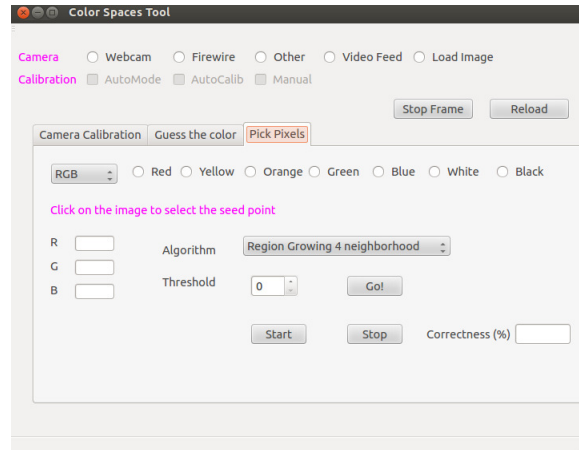 Color Spaces Tool
Camera Webcam Firewire Other Video Feed Load Image
Calibration AutoMode AutoCalib Manual
Stop Frame Reload
Camera Calibration Guess the color Pick Pixels
RGB Red Yellow Orange Green Blue White Black
Click on the image to select the seed point
R
Algorithm Region Growing 4 neighborhood
G
Threshold 0 Go!
B
Start Stop Correctness (%)